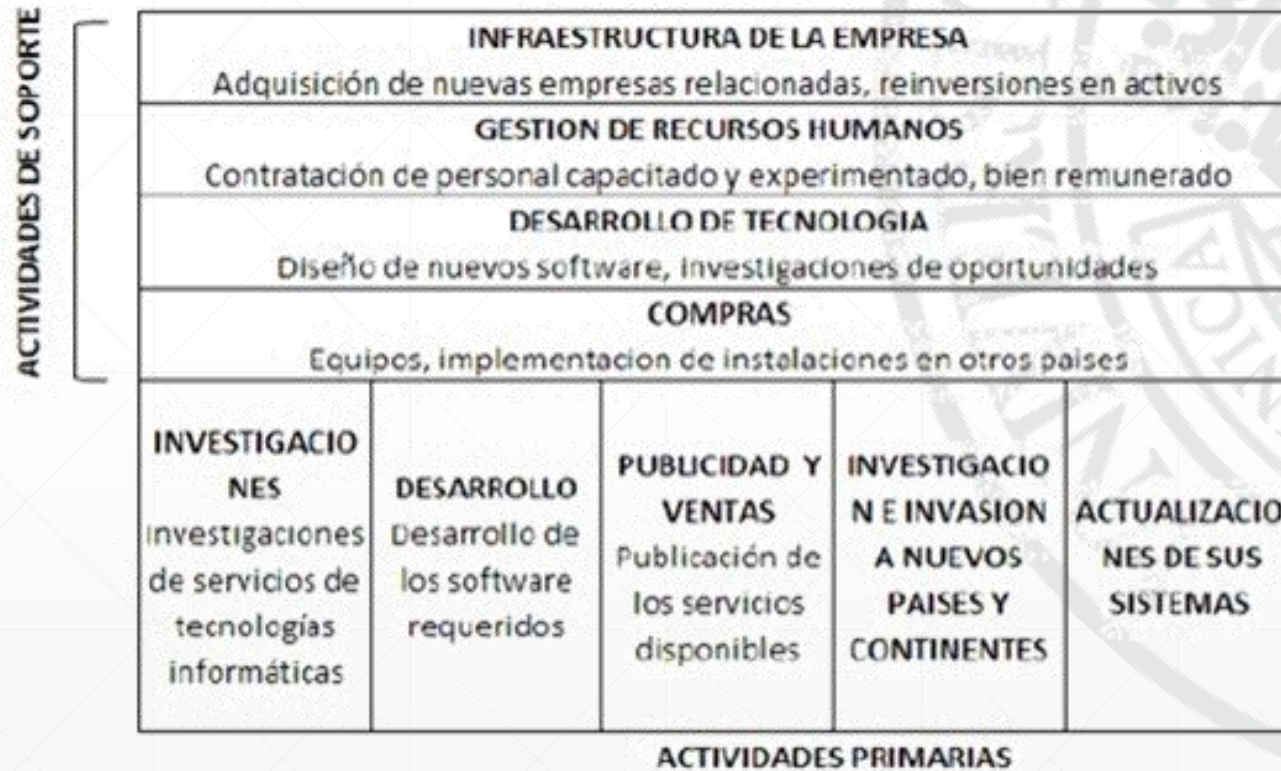 ACTIVIDADES DE SOPORTE
INFRAESTRUCTURA DE LA EMPRESA
Adquisición de nuevas empresas relacionadas, reinversiones en activos
GESTION DE RECURSOS HUMANOS
Contratación de personal capacitado y experimentado, bien remunerado
DESARROLLO DE TECNOLOGIA
Diseño de nuevos software, investigaciones de oportunidades
COMPRAS
Equipos, implementacion de instalaciones en otros paises
INVESTIGACIO
NES
Investigaciones
de servicios de
tecnologías
informáticas
DESARROLLO
Desarrollo de
los software
requeridos
PUBLICIDAD Y
VENTAS
Publicación de
los servicios
disponibles
INVESTIGACIO
N E INVASION
A NUEVOS
PAISES Y
CONTINENTES
ACTUALIZACIO
NES DE SUS
SISTEMAS
ACTIVIDADES PRIMARIAS